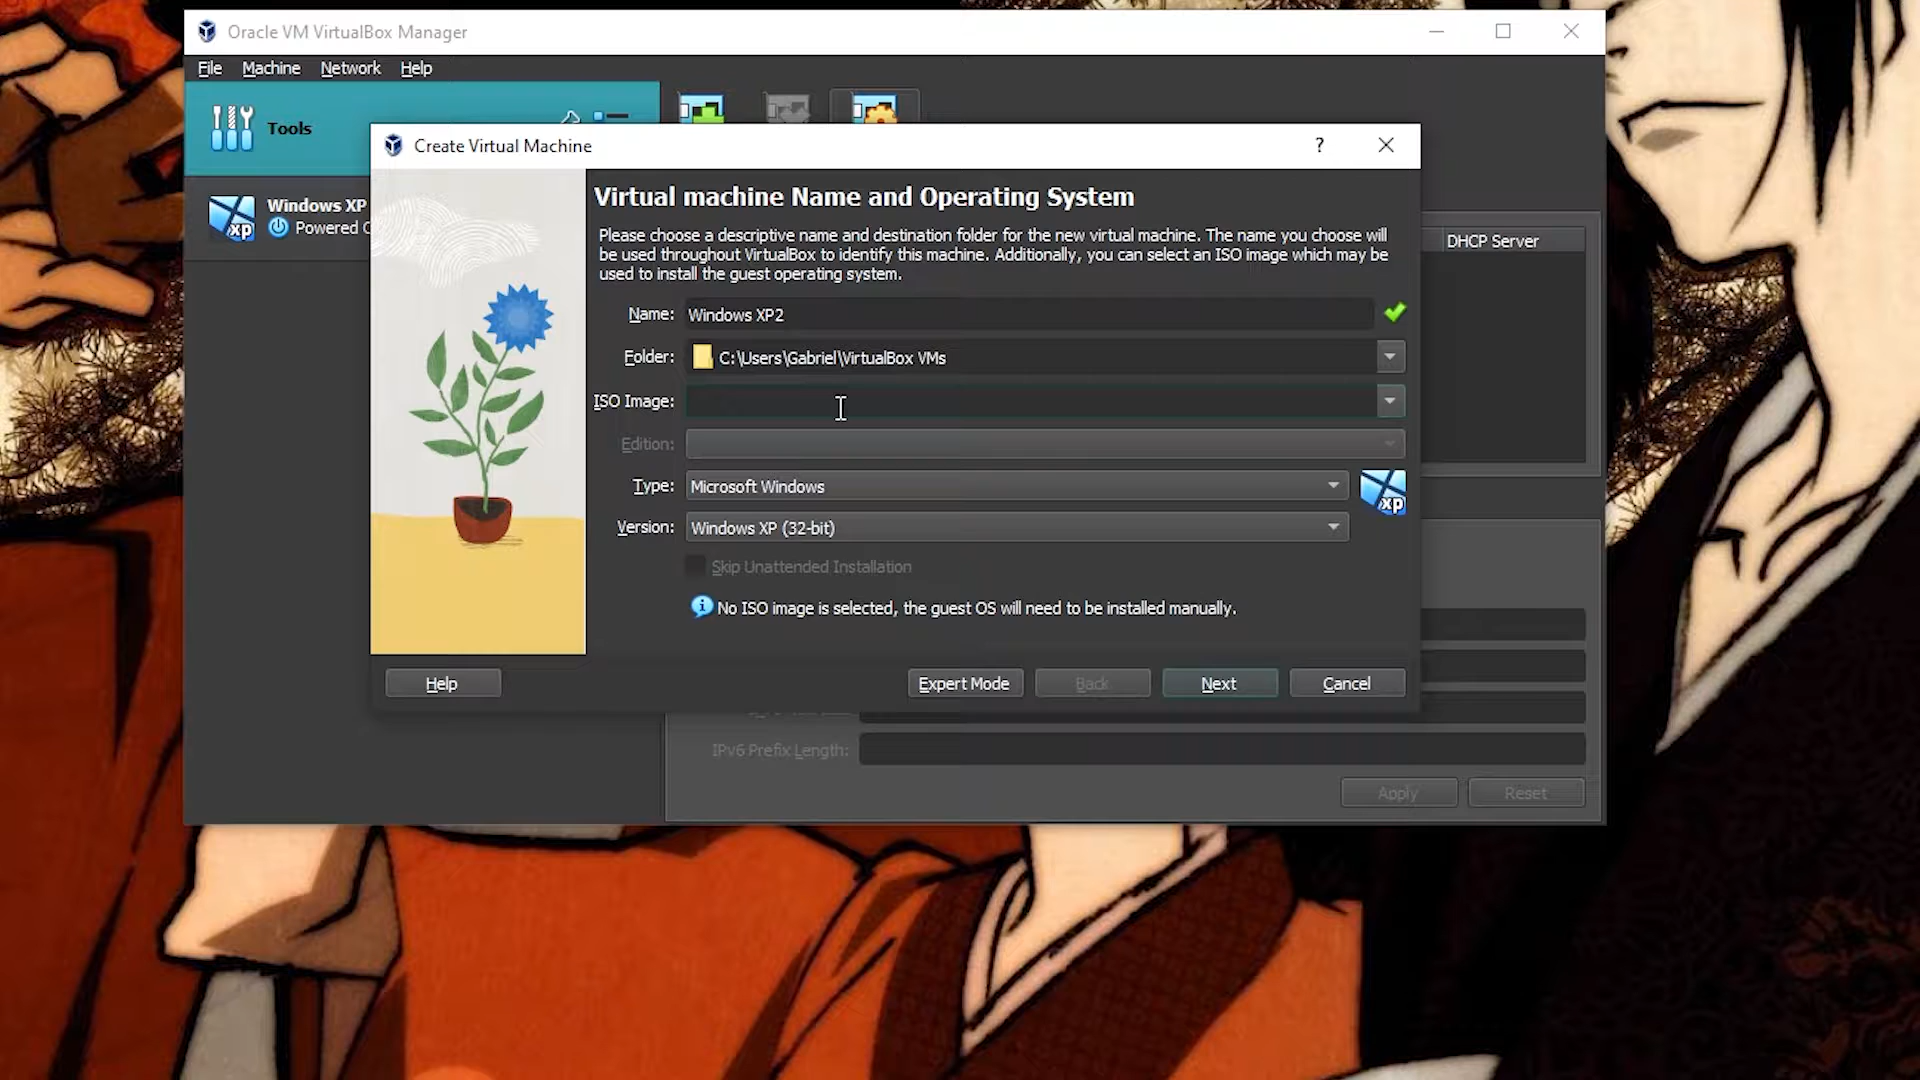 Oracle VM VirtualBox Manager
File Machine Network Help
Tools
Windows XP
Powered
DHCP Server
Create Virtual Machine
?
Virtual machine Name and Operating System
Please choose a descriptive name and destination folder for the new virtual machine. The name you choose will
be used throughout VirtualBox to identify this machine. Additionally, you can select an ISO image which may be
used to install the guest operating system.
Name: Windows XP2
Folder: C:\Users\Gabriel\VirtualBox VMs
ISO Image:
Edition:
Type: Microsoft Windows
xp
Version: Windows XP (32-bit)
Skip Unattended Installation
No ISO image is selected, the guest OS will need to be installed manually.
Help Expert Mode Back Next Cancel
IPv6 Prefix Length:
Apply Reset
xp